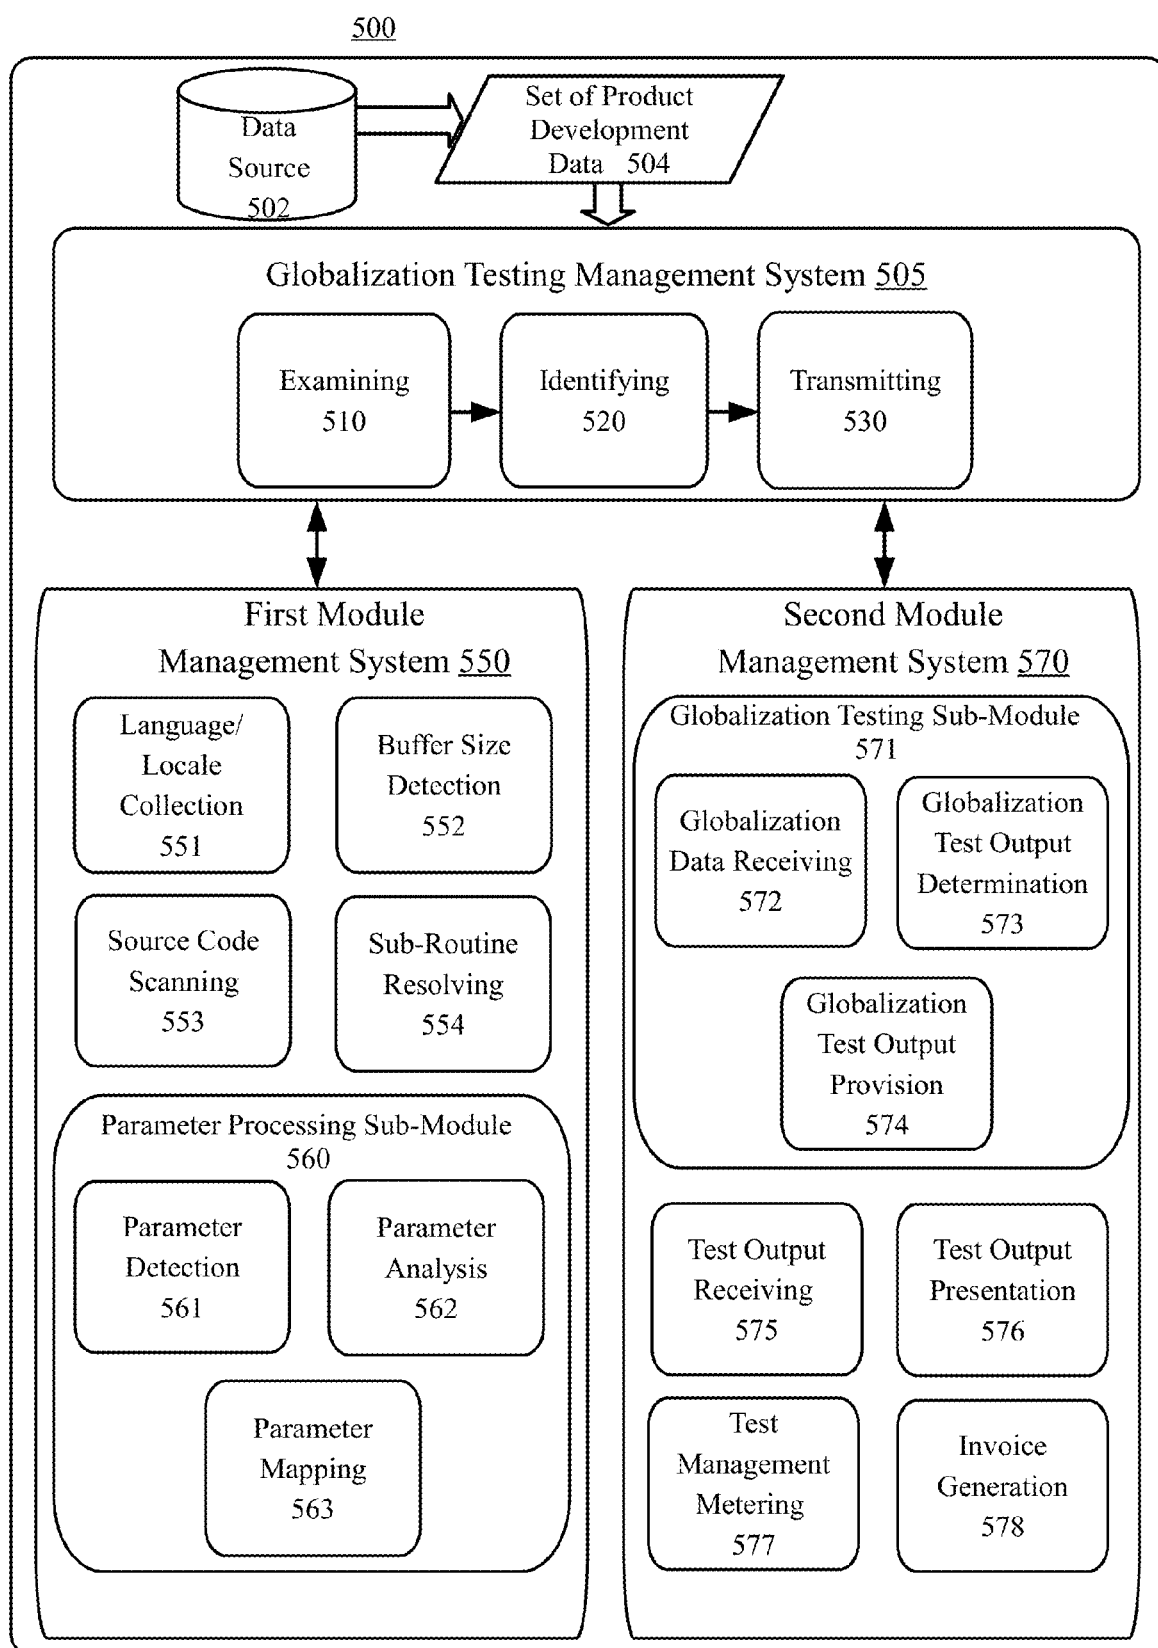 500
Data
Source
502
Set of Product
Development
Data 504
Globalization Testing Management System 505
Examining
510
Identifying
520
Transmitting
530
First Module
Management System 550
Language/
Locale
Collection
551
Buffer Size
Detection
552
Source Code
Scanning
553
Sub-Routine
Resolving
554
Parameter Processing Sub-Module
560
Parameter
Detection
561
Parameter
Analysis
562
Parameter
Mapping
563
Second Module
Management System 570
Globalization Testing Sub-Module
571
Globalization
Data Receiving
572
Globalization
Test Output
Determination
573
Globalization
Test Output
Provision
574
Test Output
Receiving
575
Test Output
Presentation
576
Test
Management
Metering
577
Invoice
Generation
578